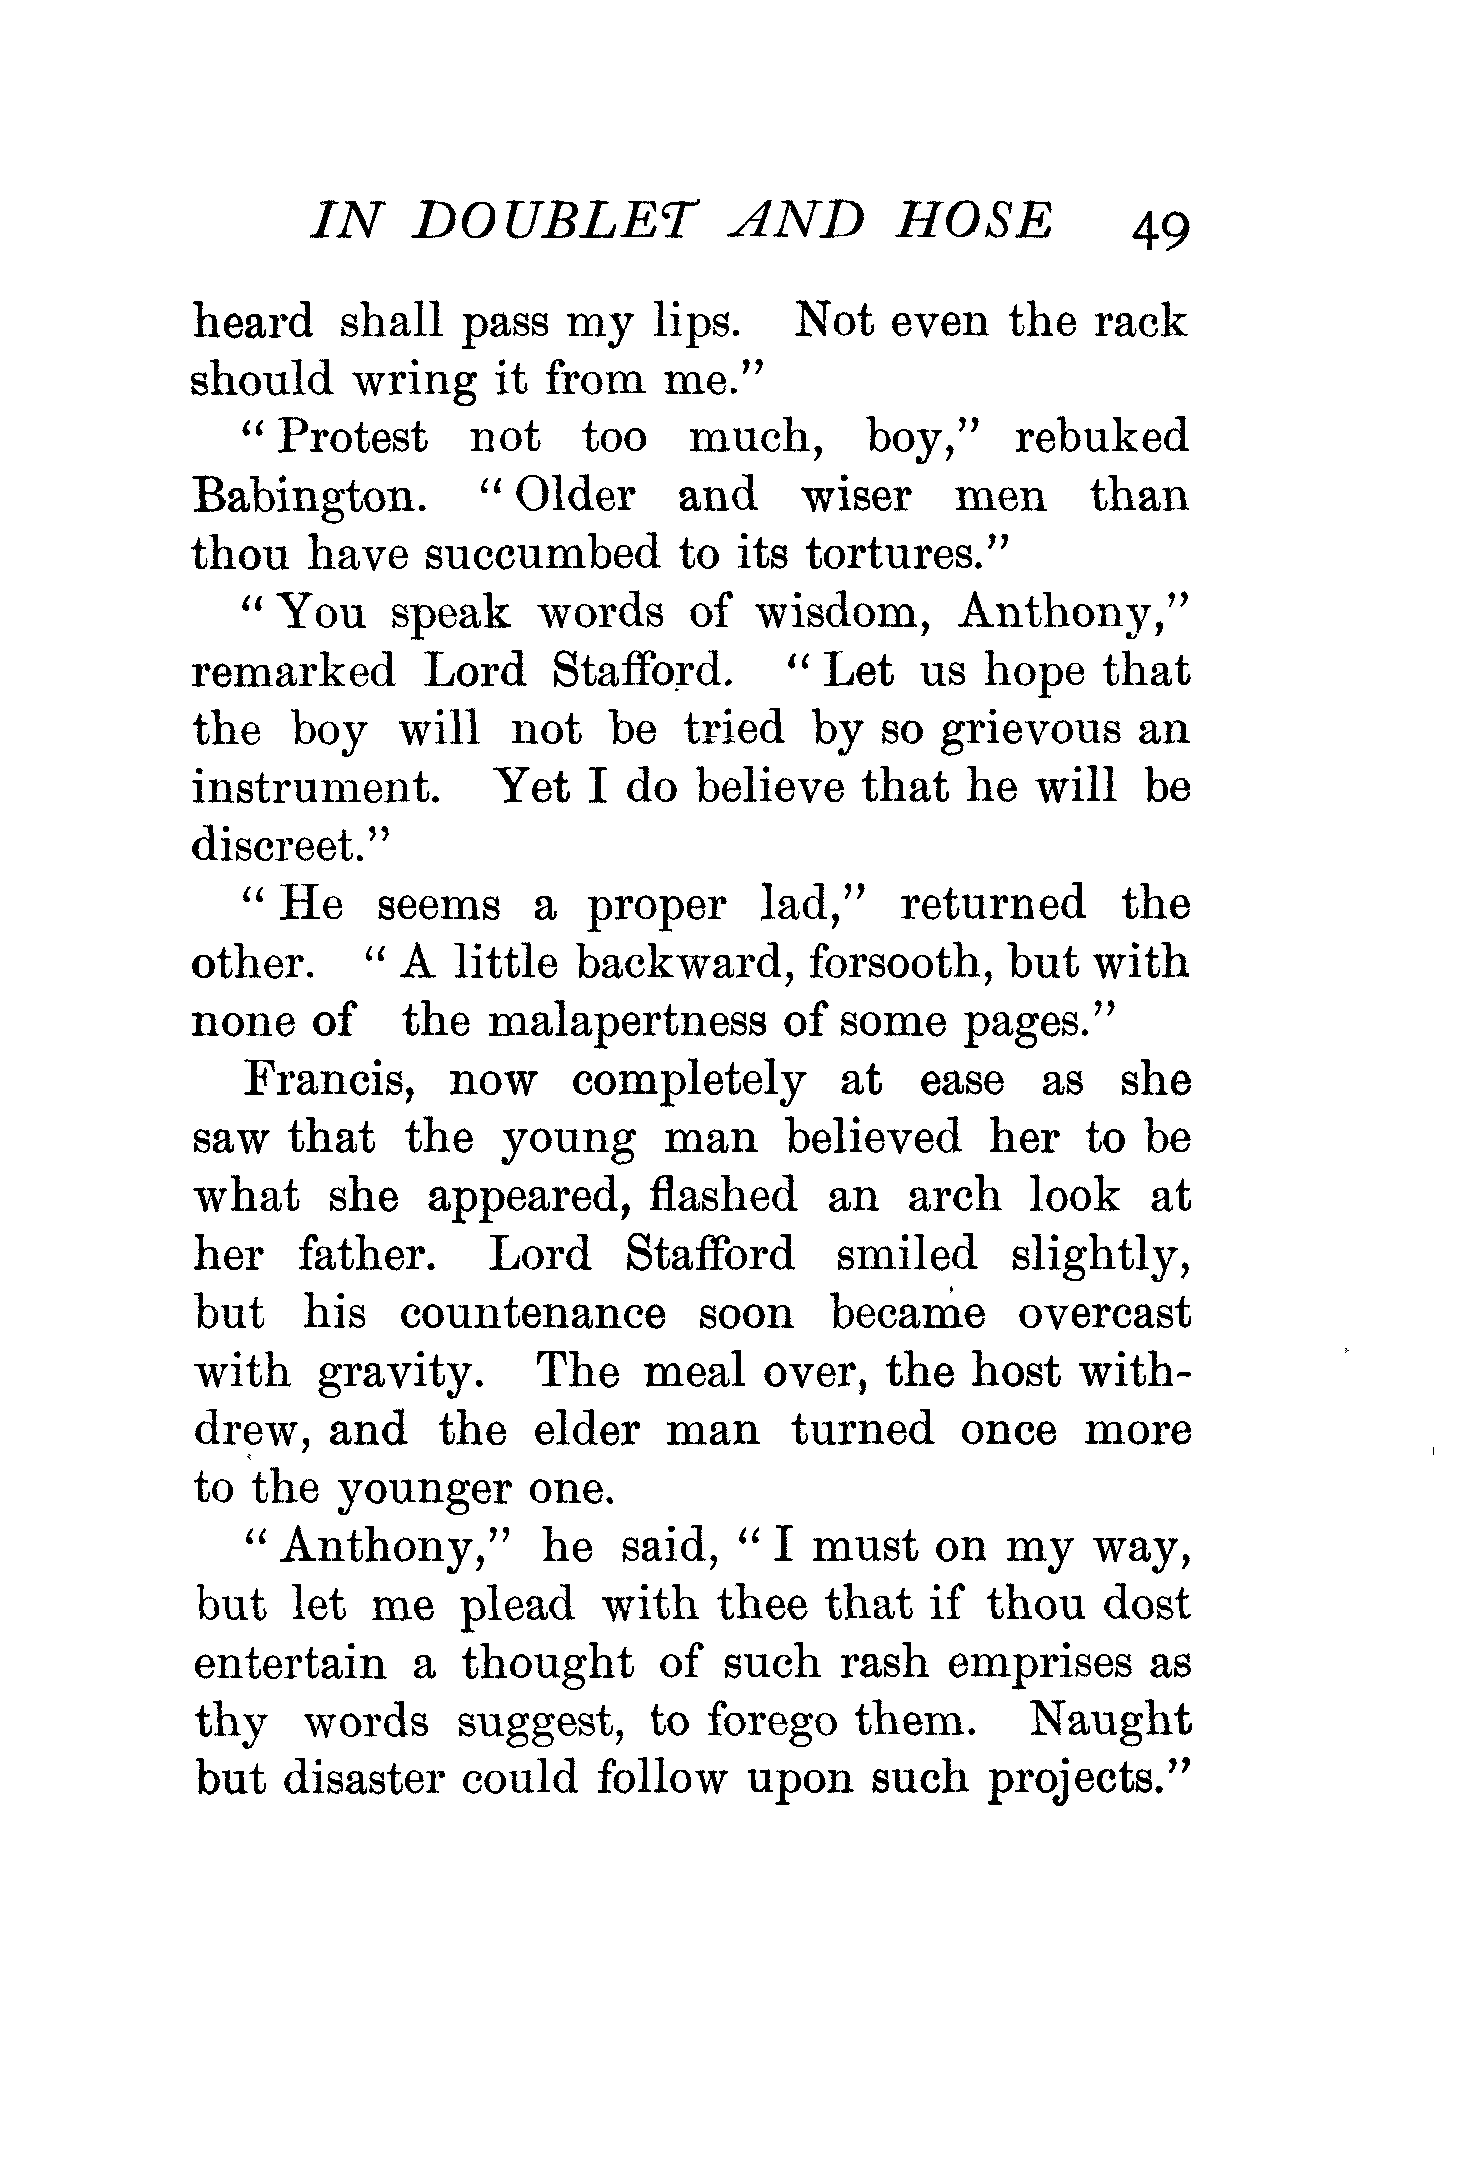 IN DOUBLET AND HOSE 49
heard shall pass my lips. Not even the rack
should wring it from me."
"Protest not too much, boy," rebuked
Babington. "Older and wiser men than
thou have succumbed to its tortures."
"You speak words of wisdom, Anthony,"
remarked Lord Stafford. "Let us hope that
the boy will not be tried by so grievous an
instrument. Yet I do believe that he will be
discreet."
"He seems a proper lad," returned the
other. "A little backward, forsooth, but with
none of the malapertness of some pages."
Francis, now completely at ease as she
saw that the young man believed her to be
what she appeared, flashed an arch look at
her father. Lord Stafford smiled slightly,
but his countenance soon became overcast
with gravity. The meal over, the host with-
drew, and the elder man turned once more
to the younger one.
"Anthony," he said, "I must on my way,
but let me plead with thee that if thou dost
entertain a thought of such rash emprises as
thy words suggest, to forego them. Naught
but disaster could follow upon such projects."